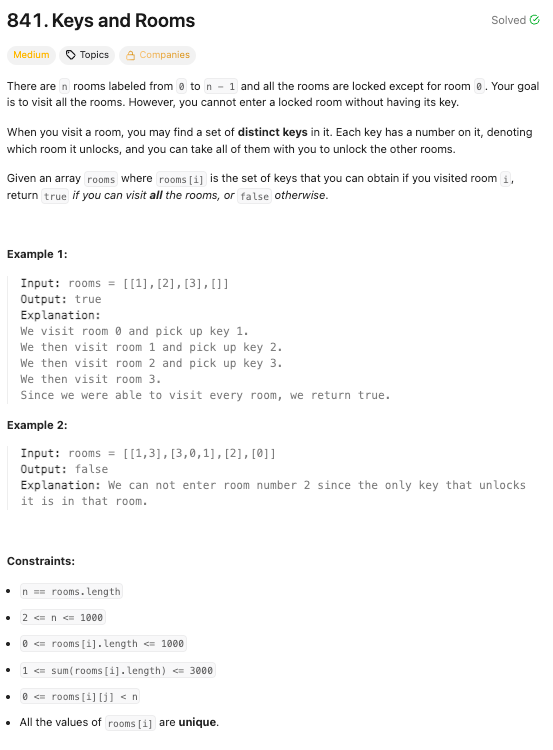 841. Keys and Rooms
Solved
Medium
Topics
Companies
There are n rooms labeled from 0 to n - 1 and all the rooms are locked except for room 0. Your goal
is to visit all the rooms. However, you cannot enter a locked room without having its key.
When you visit a room, you may find a set of distinct keys in it. Each key has a number on it, denoting
which room it unlocks, and you can take all of them with you to unlock the other rooms.
Given an array rooms where rooms[i] is the set of keys that you can obtain if you visited room i,
return true if you can visit all the rooms, or false otherwise.
Example 1:
Input: rooms = [[1],[2],[3],[]]
Output: true
Explanation:
We visit room 0 and pick up key 1.
We then visit room 1 and pick up key 2.
We then visit room 2 and pick up key 3.
We then visit room 3.
Since we were able to visit every room, we return true.
Example 2:
Input: rooms = [[1,3],[3,0,1],[2],[0]]
Output: false
Explanation: We can not enter room number 2 since the only key that unlocks
it is in that room.
Constraints:
• n == rooms.length
• 2 <= n <= 1000
• 0 <= rooms[i].length <= 1000
• 1 <= sum(rooms[i].length) <= 3000
• 0 <= rooms[i][j] < n
• All the values of rooms[i] are unique.